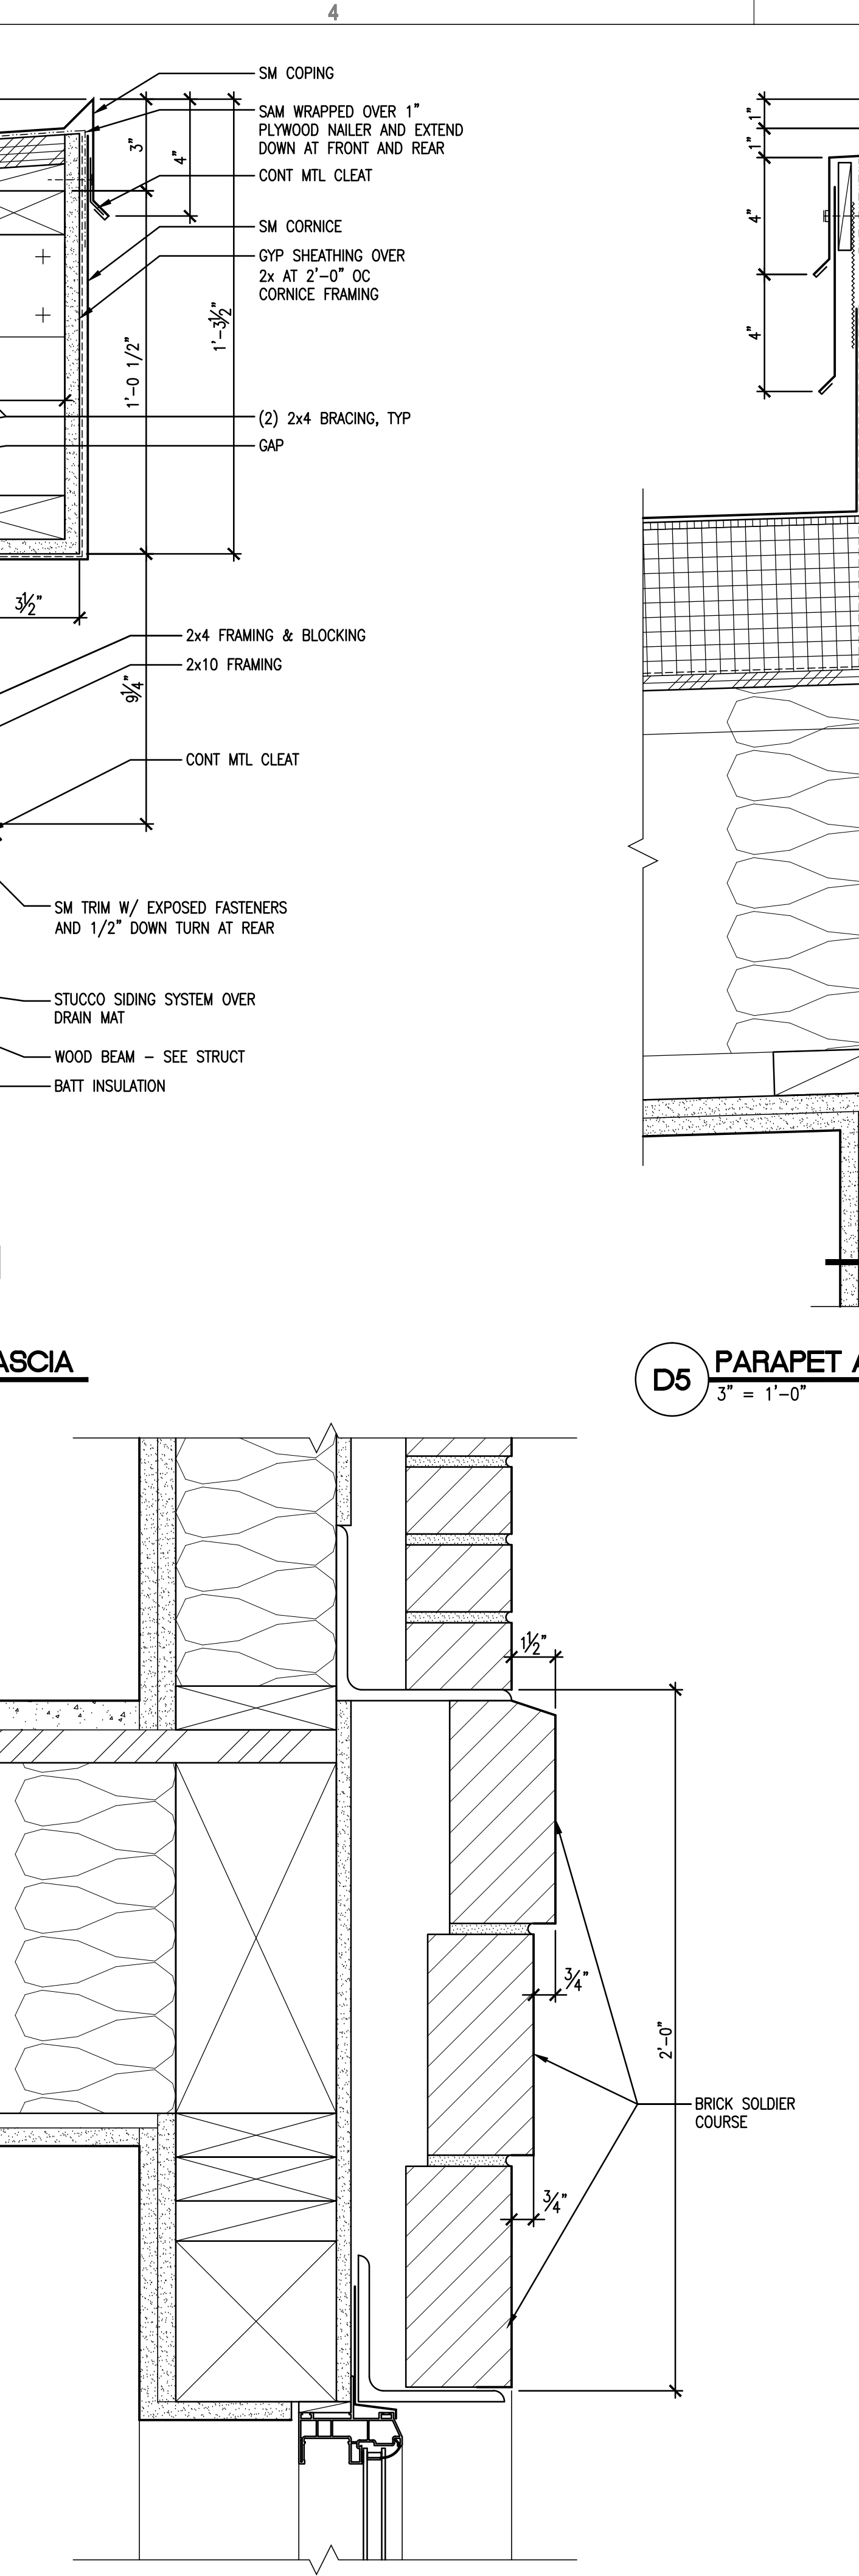 4
SM COPING
SAM WRAPPED OVER 1"
PLYWOOD NAILER AND EXTEND
DOWN AT FRONT AND REAR
CONT MTL CLEAT
SM CORNICE
GYP SHEATHING OVER
2x AT 2'-0" OC
CORNICE FRAMING
3"
4"
1'-0 1/2"
1'-3½"
(2) 2x4 BRACING, TYP
GAP
3½"
2x4 FRAMING & BLOCKING
2x10 FRAMING
9¼"
CONT MTL CLEAT
SM TRIM W/ EXPOSED FASTENERS
AND 1/2" DOWN TURN AT REAR
STUCCO SIDING SYSTEM OVER
DRAIN MAT
WOOD BEAM – SEE STRUCT
BATT INSULATION
1"
1"
4"
4"
ASCIA
D5 PARAPET A
3" = 1'-0"
1½"
¾"
2'-0"
BRICK SOLDIER
COURSE
¾"